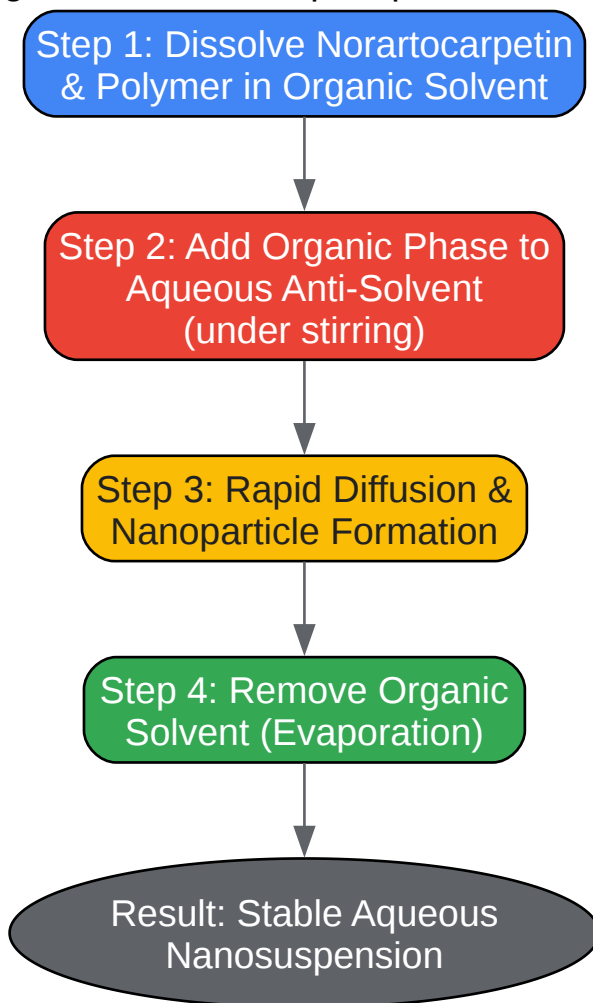 Step 1: Dissolve Norartocarpetin
& Polymer in Organic Solvent
Step 2: Add Organic Phase to
Aqueous Anti-Solvent
(under stirring)
Step 3: Rapid Diffusion &
Nanoparticle Formation
Step 4: Remove Organic
Solvent (Evaporation)
Result: Stable Aqueous
Nanosuspension